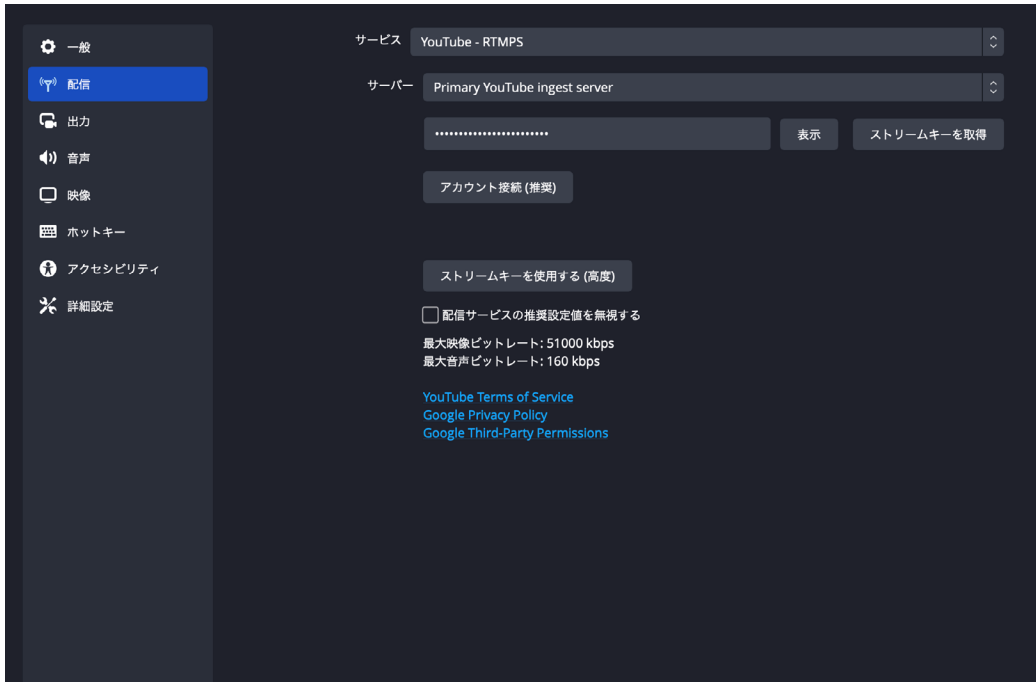 一般
配信
出力
音声
映像
ホットキー
アクセシビリティ
詳細設定
サービス YouTube - RTMPS
サーバー Primary YouTube ingest server
•••••••••••••••••••••••• 表示 ストリームキーを取得
アカウント接続 (推奨)
ストリームキーを使用する (高度)
配信サービスの推奨設定値を無視する
最大映像ビットレート: 51000 kbps
最大音声ビットレート: 160 kbps
YouTube Terms of Service
Google Privacy Policy
Google Third-Party Permissions